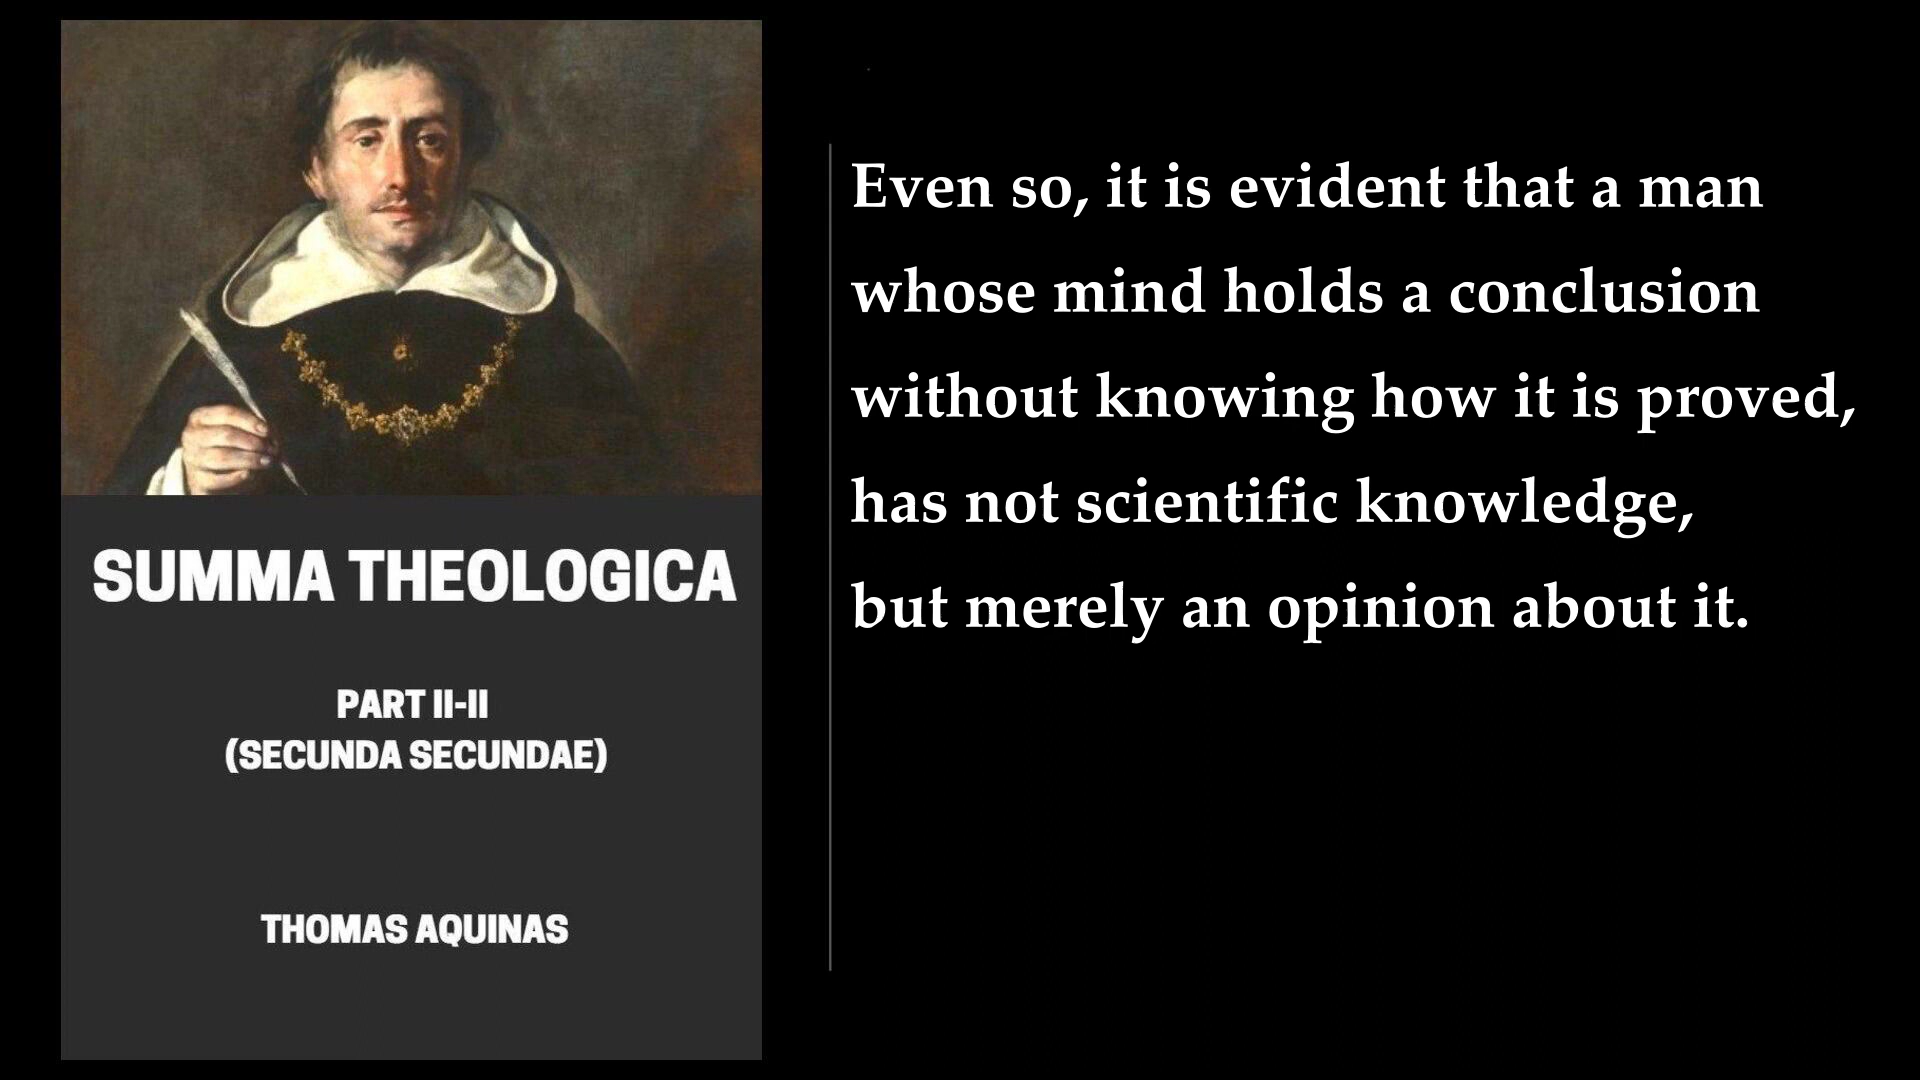 SUMMA THEOLOGICA
PART II-II
(SECUNDA SECUNDAE)
THOMAS AQUINAS
Even so, it is evident that a man
whose mind holds a conclusion
without knowing how it is proved,
has not scientific knowledge,
but merely an opinion about it.